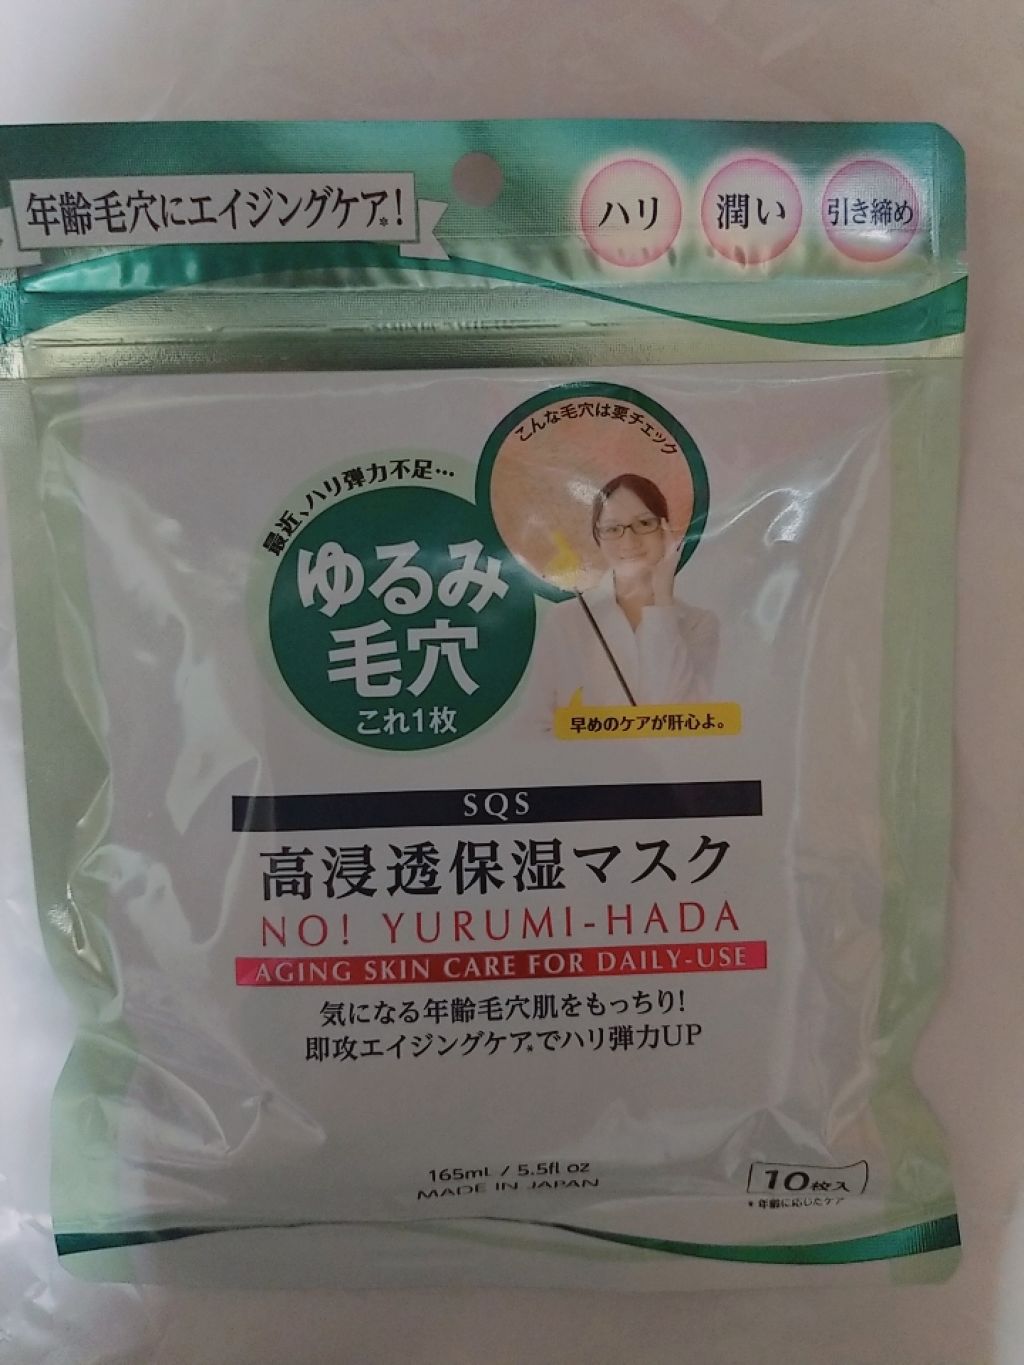 年齢毛穴にエイジングケア*!
ハリ
潤い
引き締め
こんな毛穴は要チェック
最近、ハリ弾力不足…
ゆるみ
毛穴
これ1枚
早めのケアが肝心よ。
SQS
高浸透保湿マスク
NO! YURUMI-HADA
AGING SKIN CARE FOR DAILY-USE
気になる年齢毛穴肌をもっちり!
即攻エイジングケア*でハリ弾力UP
165mL / 5.5fl oz
MADE IN JAPAN
10枚入
*年齢に応じたケア